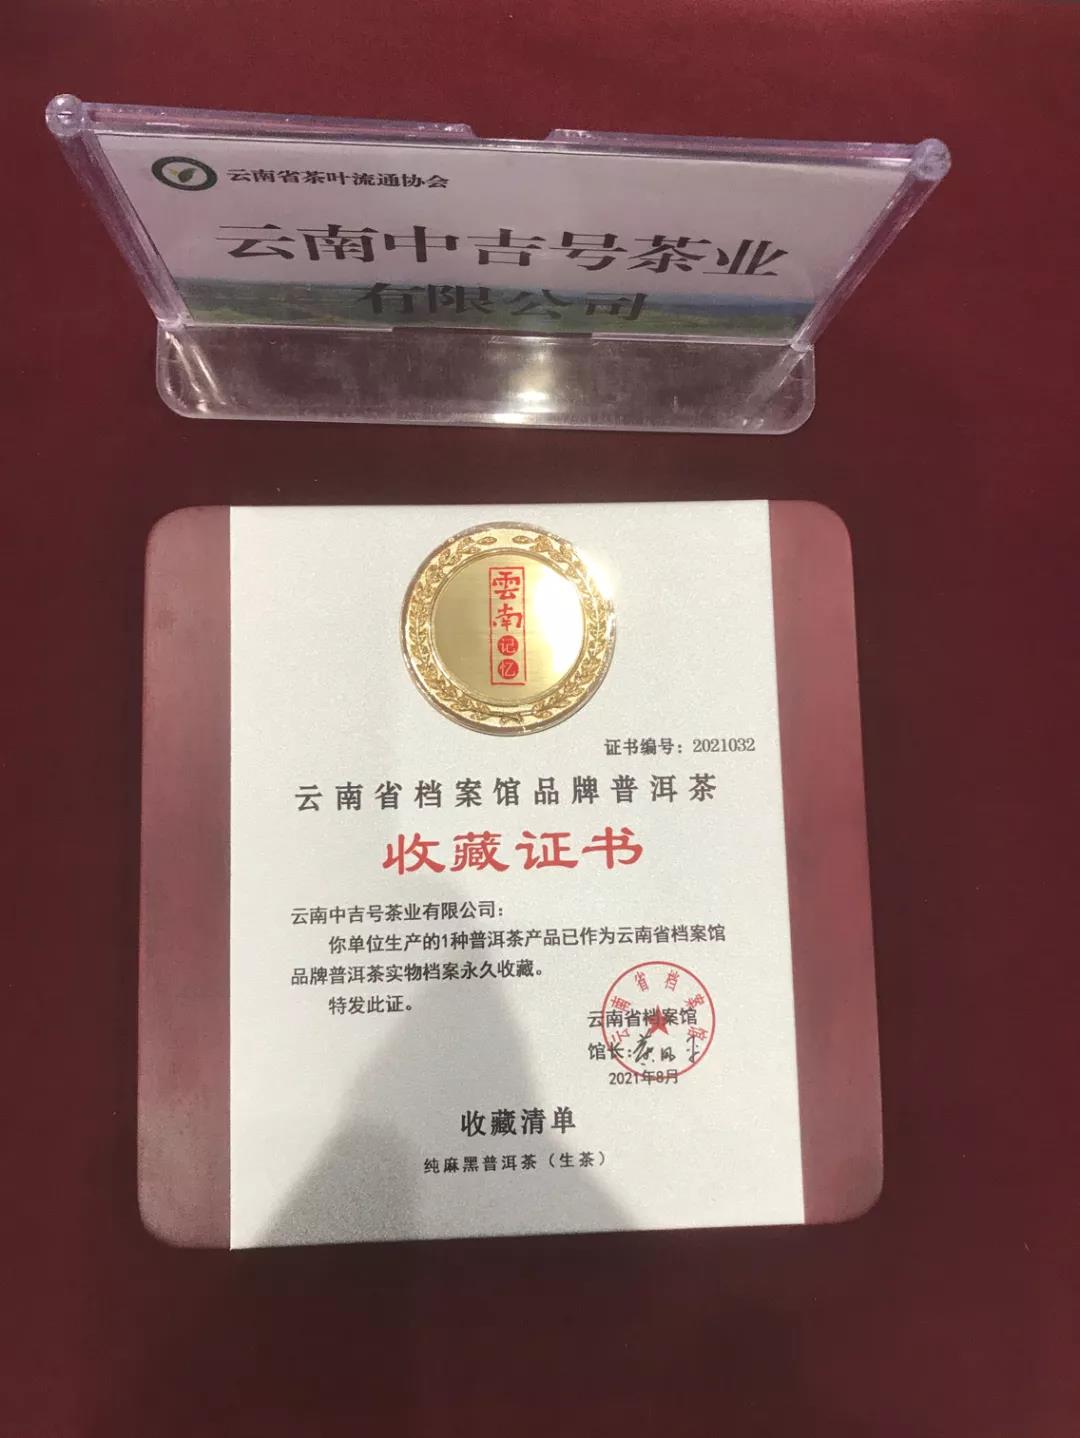 云南省茶叶流通协会
云南中吉号茶业
有限公司
雲南记忆
证书编号：2021032
云南省档案馆品牌普洱茶
收藏证书
云南中吉号茶业有限公司：
你单位生产的1种普洱茶产品已作为云南省档案馆
品牌普洱茶实物档案永久收藏。
特发此证。
云南省档案馆
云南省档案馆
馆长：
2021年8月
收藏清单
纯麻黑普洱茶（生茶）